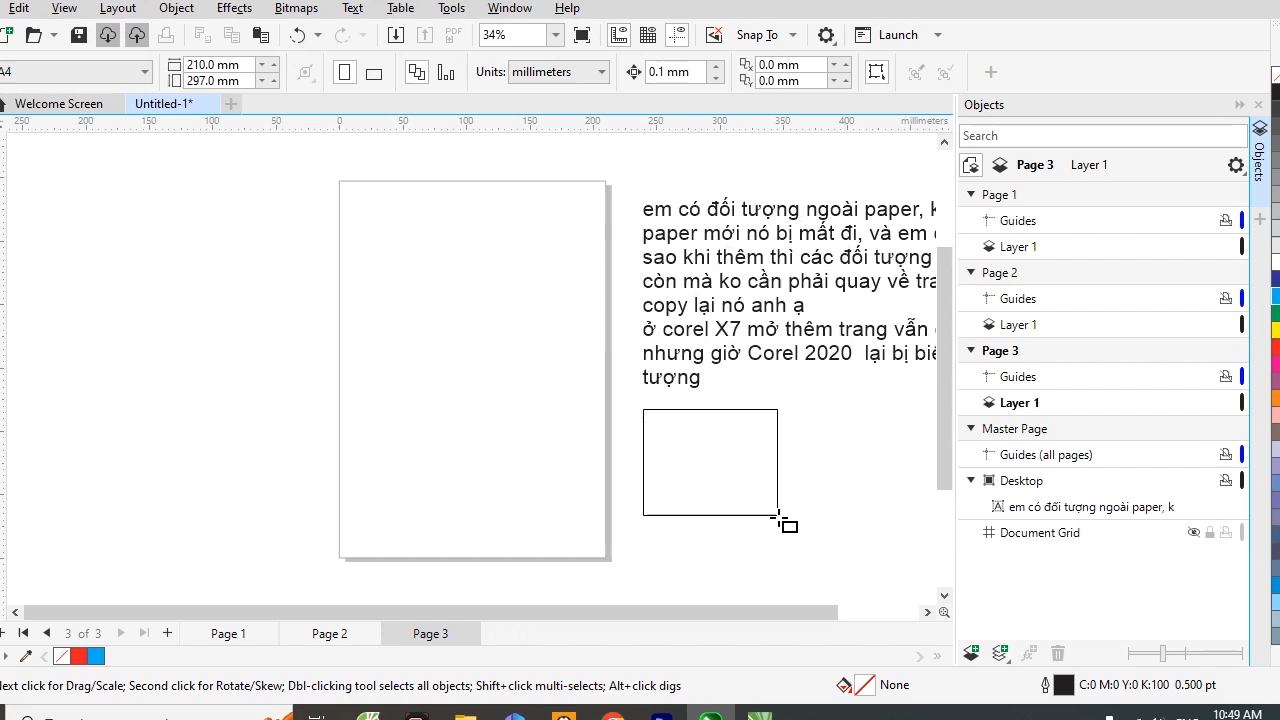 Edit View Layout Object Effects Bitmaps Text Table Tools Window Help
PDF 34% Snap To Launch
A4 210.0 mm 297.0 mm Units: millimeters 0.1 mm 0.0 mm 0.0 mm
Welcome Screen Untitled-1*
250 200 150 100 50 0 50 100 150 200 250 300 350 400 millimeters
Objects
Search
Page 3 Layer 1
Page 1
Guides
Layer 1
Page 2
Guides
Layer 1
Page 3
Guides
Layer 1
Master Page
Guides (all pages)
Desktop
em có đối tượng ngoài paper, k
Document Grid
Objects
em có đối tượng ngoài paper, k
paper mới nó bị mất đi, và em
sao khi thêm thì các đối tượng
còn mà ko cần phải quay về tra
copy lại nó anh ạ
ở corel X7 mở thêm trang vẫn
nhưng giờ Corel 2020 lại bị biê
tượng
3 of 3 Page 1 Page 2 Page 3
Next click for Drag/Scale; Second click for Rotate/Skew; Dbl-clicking tool selects all objects; Shift+click multi-selects; Alt+click digs
None C:0 M:0 Y:0 K:100 0.500 pt
10:49 AM